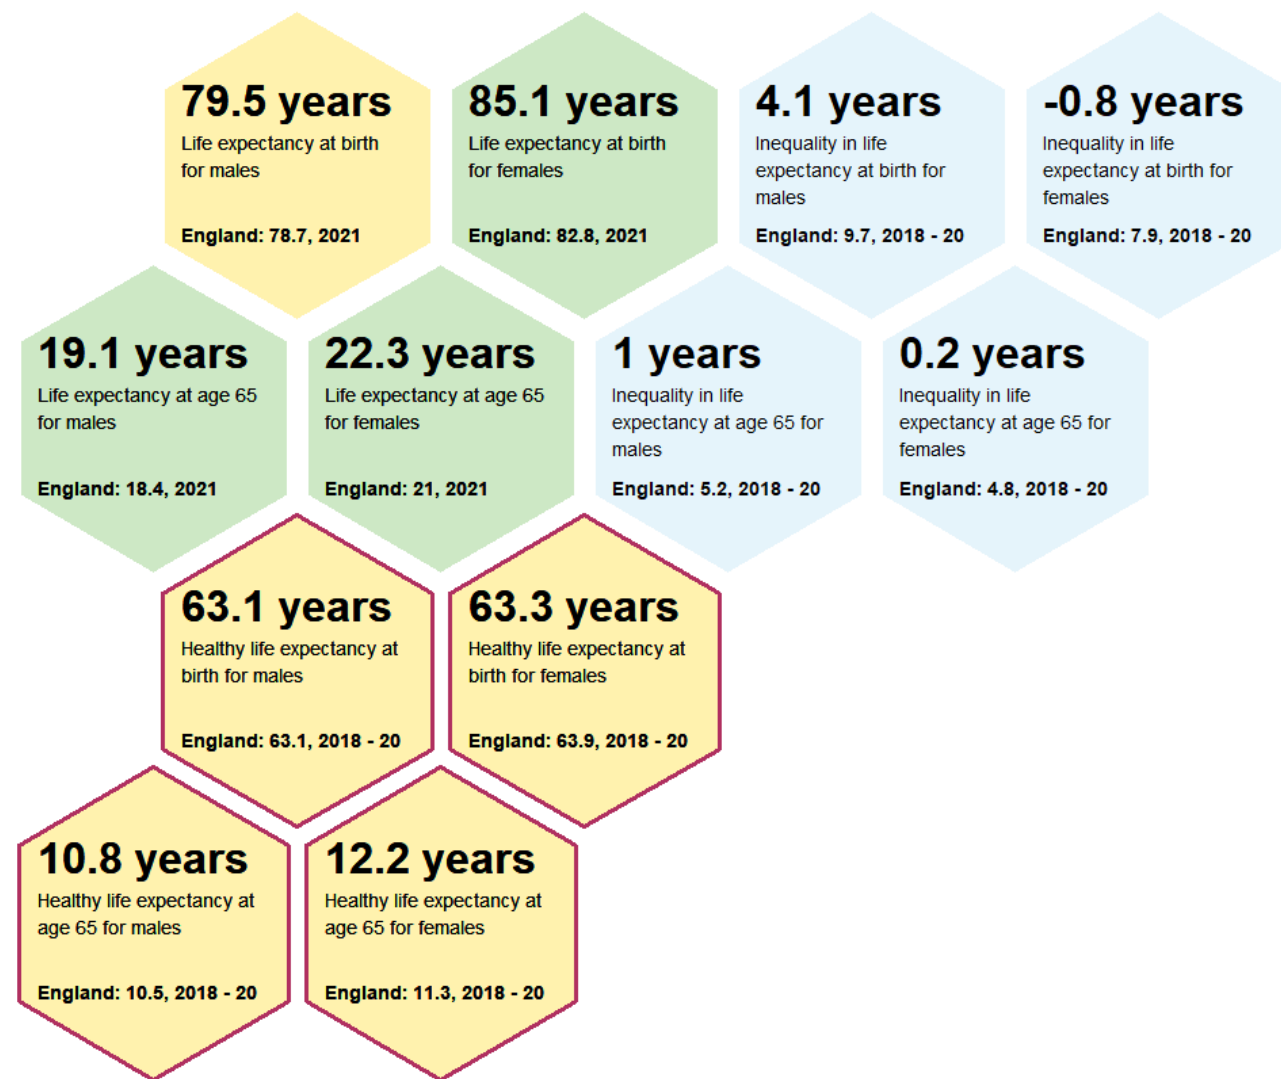 79.5 years
Life expectancy at birth
for males
England: 78.7, 2021
85.1 years
Life expectancy at birth
for females
England: 82.8, 2021
4.1 years
Inequality in life
expectancy at birth for
males
England: 9.7, 2018 - 20
-0.8 years
Inequality in life
expectancy at birth for
females
England: 7.9, 2018 - 20
19.1 years
Life expectancy at age 65
for males
England: 18.4, 2021
22.3 years
Life expectancy at age 65
for females
England: 21, 2021
1 years
Inequality in life
expectancy at age 65 for
males
England: 5.2, 2018 - 20
0.2 years
Inequality in life
expectancy at age 65 for
females
England: 4.8, 2018 - 20
63.1 years
Healthy life expectancy at
birth for males
England: 63.1, 2018 - 20
63.3 years
Healthy life expectancy at
birth for females
England: 63.9, 2018 - 20
10.8 years
Healthy life expectancy at
age 65 for males
England: 10.5, 2018 - 20
12.2 years
Healthy life expectancy at
age 65 for females
England: 11.3, 2018 - 20